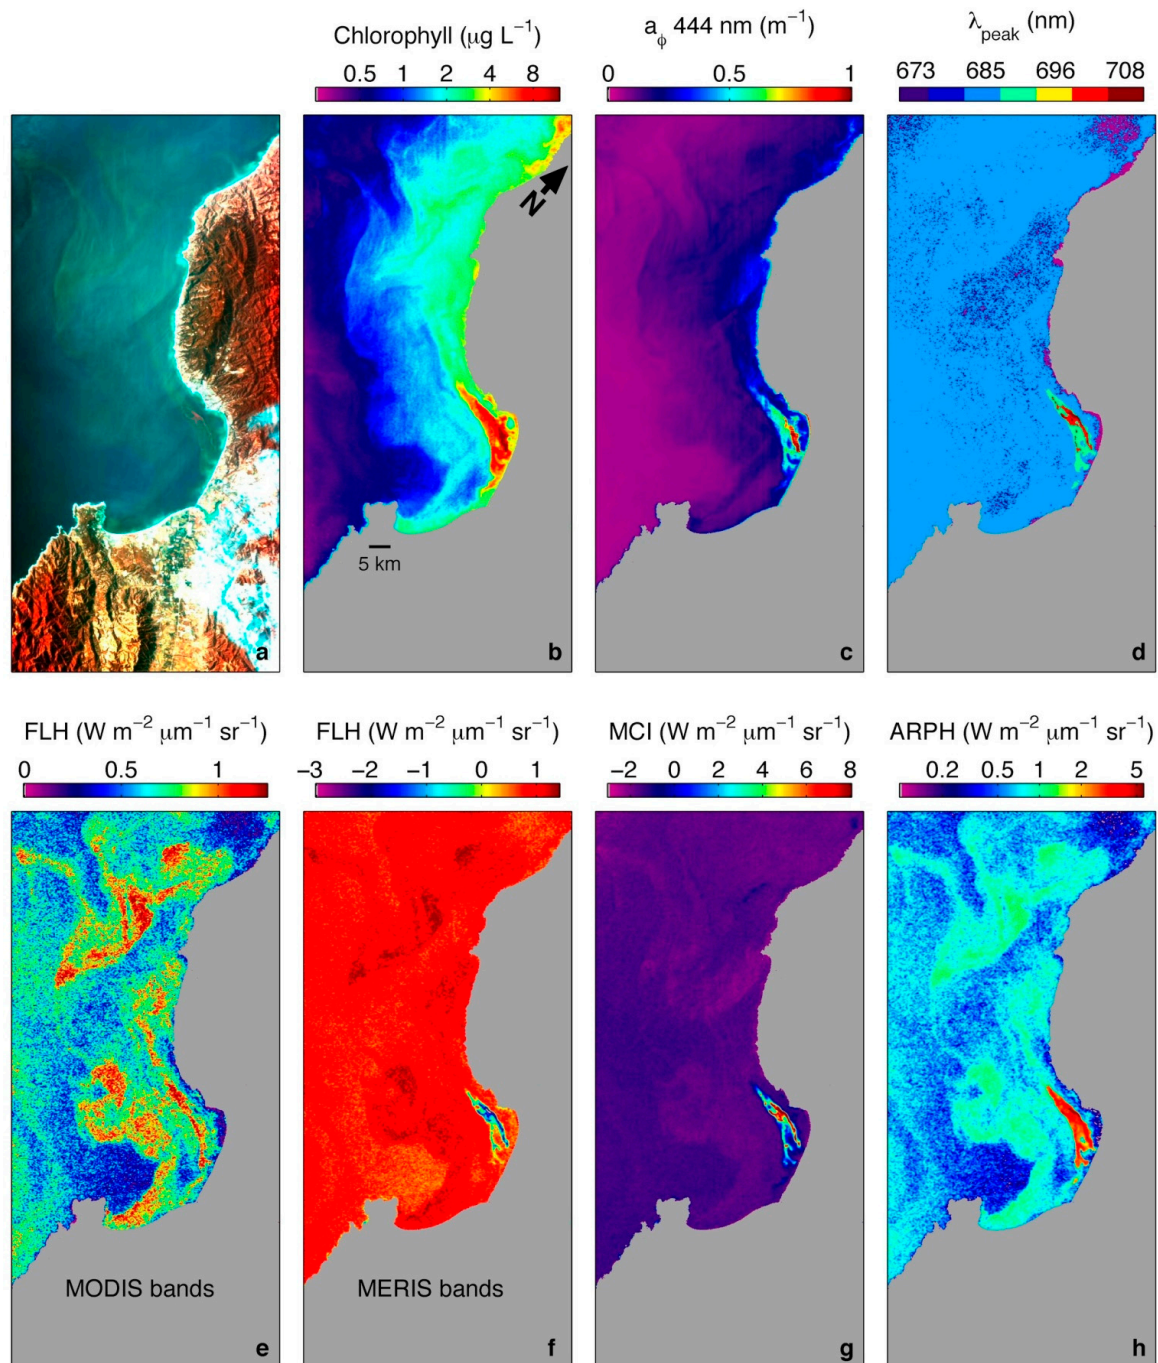 Chlorophyll (μg L−1)
0.5 1 2 4 8
aϕ 444 nm (m−1)
0 0.5 1
λpeak (nm)
673 685 696 708
N
5 km
a
b
c
d
FLH (W m−2 μm−1 sr−1)
0 0.5 1
FLH (W m−2 μm−1 sr−1)
−3 −2 −1 0 1
MCI (W m−2 μm−1 sr−1)
−2 0 2 4 6 8
ARPH (W m−2 μm−1 sr−1)
0.2 0.5 1 2 5
MODIS bands
MERIS bands
e
f
g
h